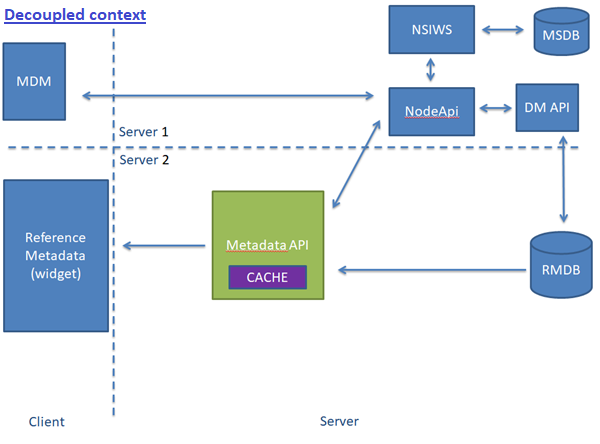 Decoupled context
NSIWS
MSDB
MDM
NodeApi
DM API
Server 1
Server 2
Reference
Metadata
(widget)
Metadata API
CACHE
RMDB
Client
Server